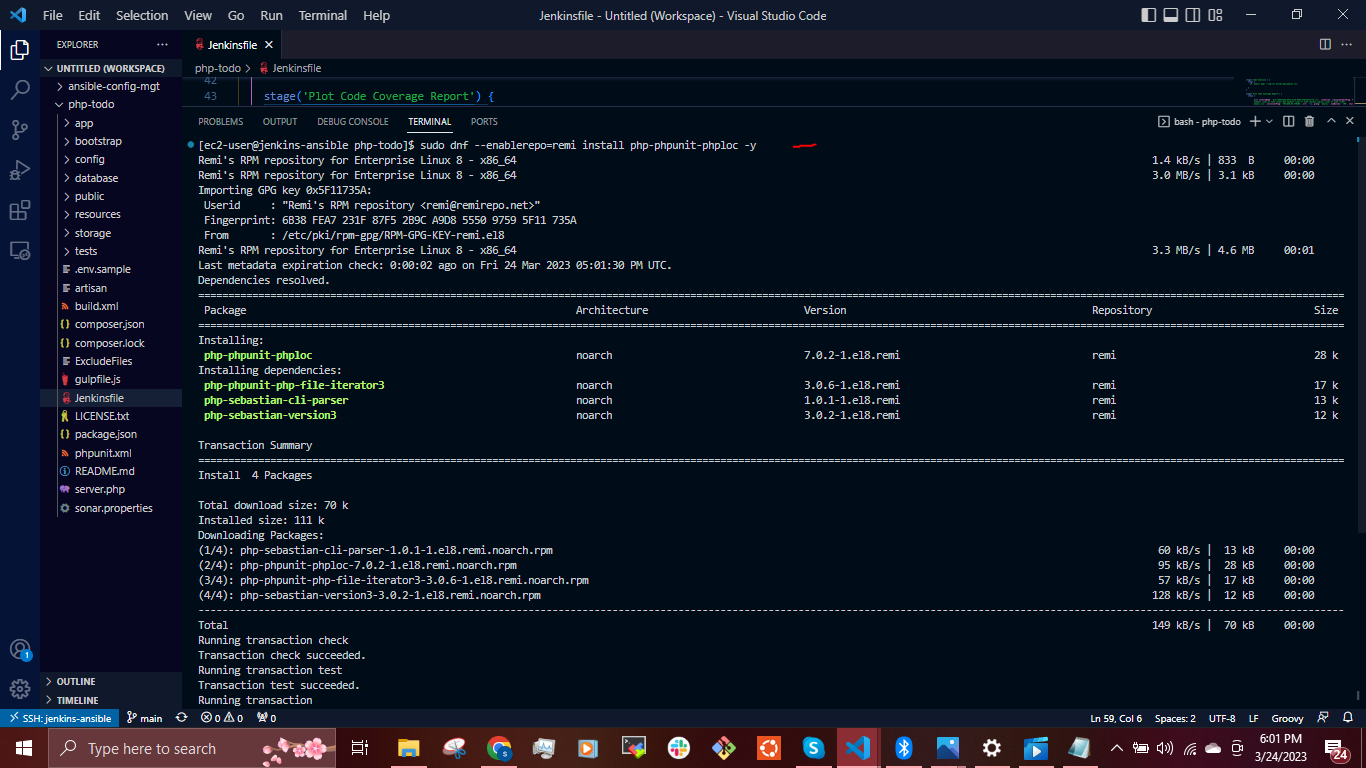 File Edit Selection View Go Run Terminal Help Jenkinsfile - Untitled (Workspace) - Visual Studio Code
EXPLORER
UNTITLED (WORKSPACE)
ansible-config-mgt
php-todo
app
bootstrap
config
database
public
resources
storage
tests
.env.sample
artisan
build.xml
composer.json
composer.lock
ExcludeFiles
gulpfile.js
Jenkinsfile
LICENSE.txt
package.json
phpunit.xml
README.md
server.php
sonar.properties
OUTLINE
TIMELINE
Jenkinsfile
php-todo > Jenkinsfile
42
43 stage('Plot Code Coverage Report') {
PROBLEMS OUTPUT DEBUG CONSOLE TERMINAL PORTS bash - php-todo
[ec2-user@jenkins-ansible php-todo]$ sudo dnf --enablerepo=remi install php-phpunit-phploc -y
Remi's RPM repository for Enterprise Linux 8 - x86_64 1.4 kB/s | 833 B 00:00
Remi's RPM repository for Enterprise Linux 8 - x86_64 3.0 MB/s | 3.1 kB 00:00
Importing GPG key 0x5F11735A:
Userid : "Remi's RPM repository <remi@remirepo.net>"
Fingerprint: 6B38 FEA7 231F 87F5 2B9C A9D8 5550 9759 5F11 735A
From : /etc/pki/rpm-gpg/RPM-GPG-KEY-remi.el8
Remi's RPM repository for Enterprise Linux 8 - x86_64 3.3 MB/s | 4.6 MB 00:01
Last metadata expiration check: 0:00:02 ago on Fri 24 Mar 2023 05:01:30 PM UTC.
Dependencies resolved.
Package Architecture Version Repository Size
Installing:
php-phpunit-phploc noarch 7.0.2-1.el8.remi remi 28 k
Installing dependencies:
php-phpunit-php-file-iterator3 noarch 3.0.6-1.el8.remi remi 17 k
php-sebastian-cli-parser noarch 1.0.1-1.el8.remi remi 13 k
php-sebastian-version3 noarch 3.0.2-1.el8.remi remi 12 k
Transaction Summary
Install 4 Packages
Total download size: 70 k
Installed size: 111 k
Downloading Packages:
(1/4): php-sebastian-cli-parser-1.0.1-1.el8.remi.noarch.rpm 60 kB/s | 13 kB 00:00
(2/4): php-phpunit-phploc-7.0.2-1.el8.remi.noarch.rpm 95 kB/s | 28 kB 00:00
(3/4): php-phpunit-php-file-iterator3-3.0.6-1.el8.remi.noarch.rpm 57 kB/s | 17 kB 00:00
(4/4): php-sebastian-version3-3.0.2-1.el8.remi.noarch.rpm 128 kB/s | 12 kB 00:00
Total 149 kB/s | 70 kB 00:00
Running transaction check
Transaction check succeeded.
Running transaction test
Transaction test succeeded.
Running transaction
1
SSH: jenkins-ansible main 0 0 0 Ln 59, Col 6 Spaces: 2 UTF-8 LF Groovy
Type here to search
6:01 PM
3/24/2023
24